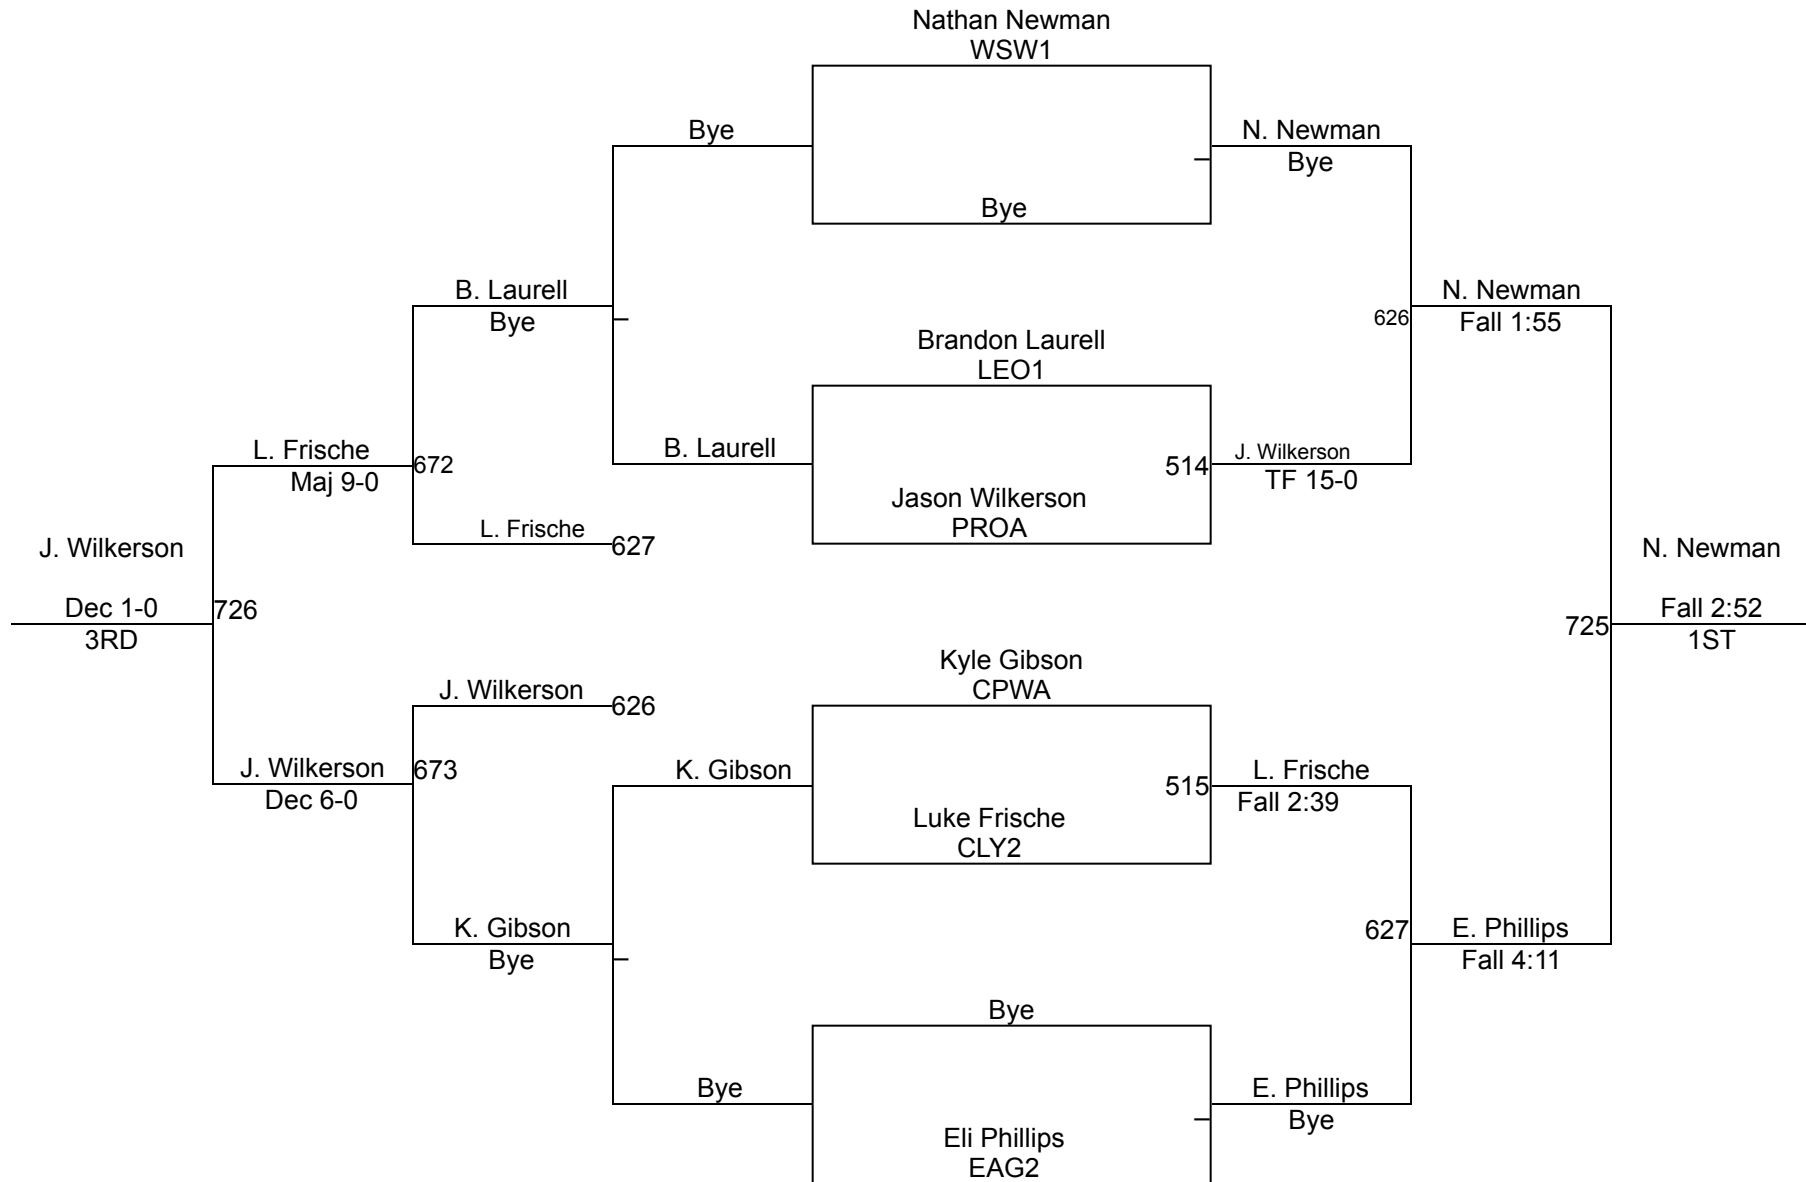 Nathan Newman
WSW1
Bye
N. Newman
Bye
Bye
B. Laurell
Bye
N. Newman
626
Fall 1:55
Brandon Laurell
LEO1
L. Frische
672
Maj 9-0
B. Laurell
514
J. Wilkerson
TF 15-0
Jason Wilkerson
PROA
L. Frische
627
J. Wilkerson
N. Newman
Dec 1-0
726
3RD
725
Fall 2:52
1ST
Kyle Gibson
CPWA
J. Wilkerson
626
J. Wilkerson
673
Dec 6-0
K. Gibson
515
L. Frische
Fall 2:39
Luke Frische
CLY2
K. Gibson
Bye
627
E. Phillips
Fall 4:11
Bye
Bye
E. Phillips
Bye
Eli Phillips
EAG2